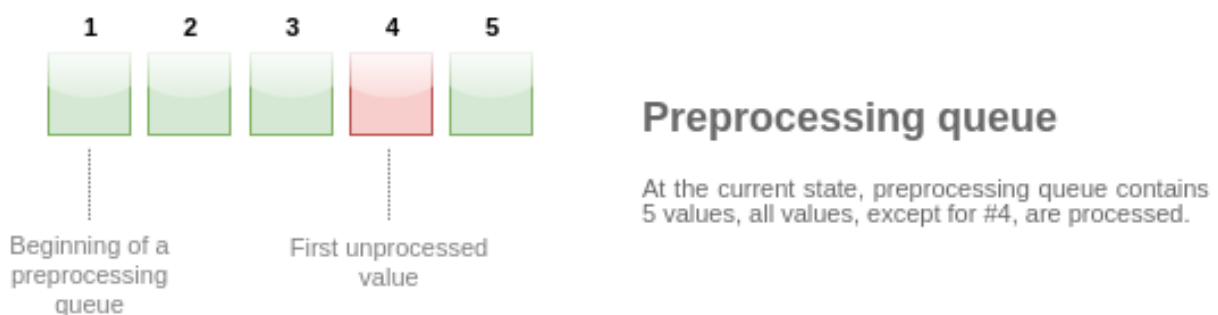 1 2 3 4 5
Preprocessing queue
At the current state, preprocessing queue contains
5 values, all values, except for #4, are processed.
Beginning of a
preprocessing
queue
First unprocessed
value